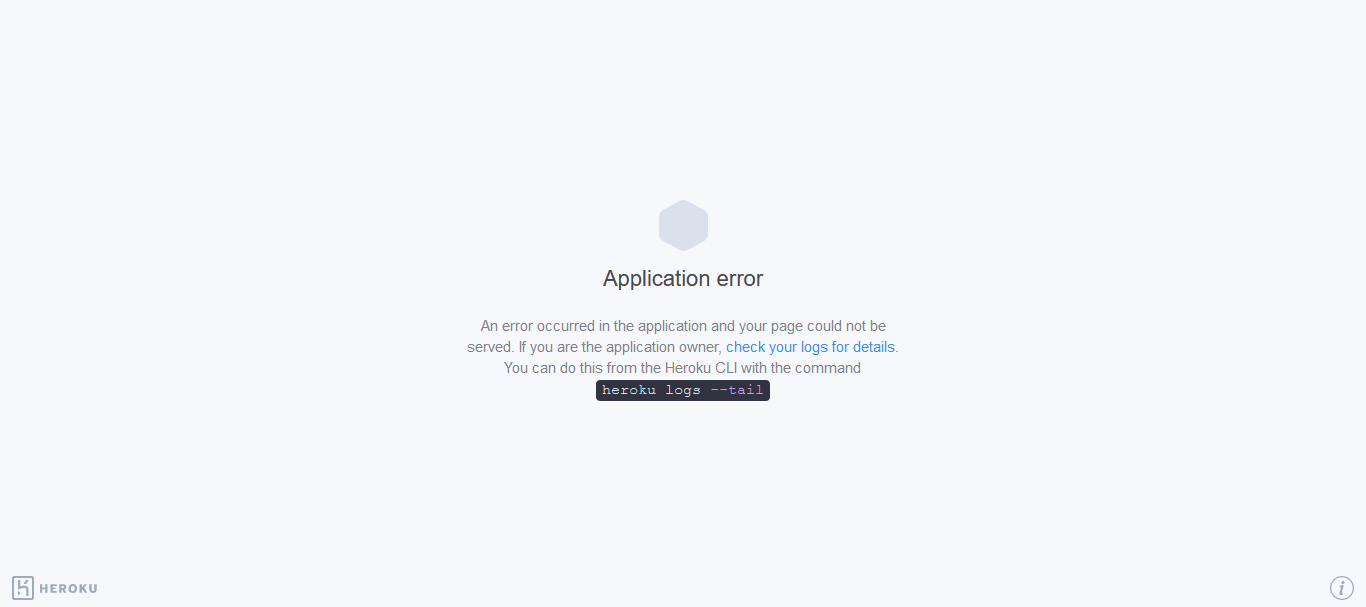 Application error
An error occurred in the application and your page could not be
served. If you are the application owner, check your logs for details.
You can do this from the Heroku CLI with the command
heroku logs --tail
HEROKU
i